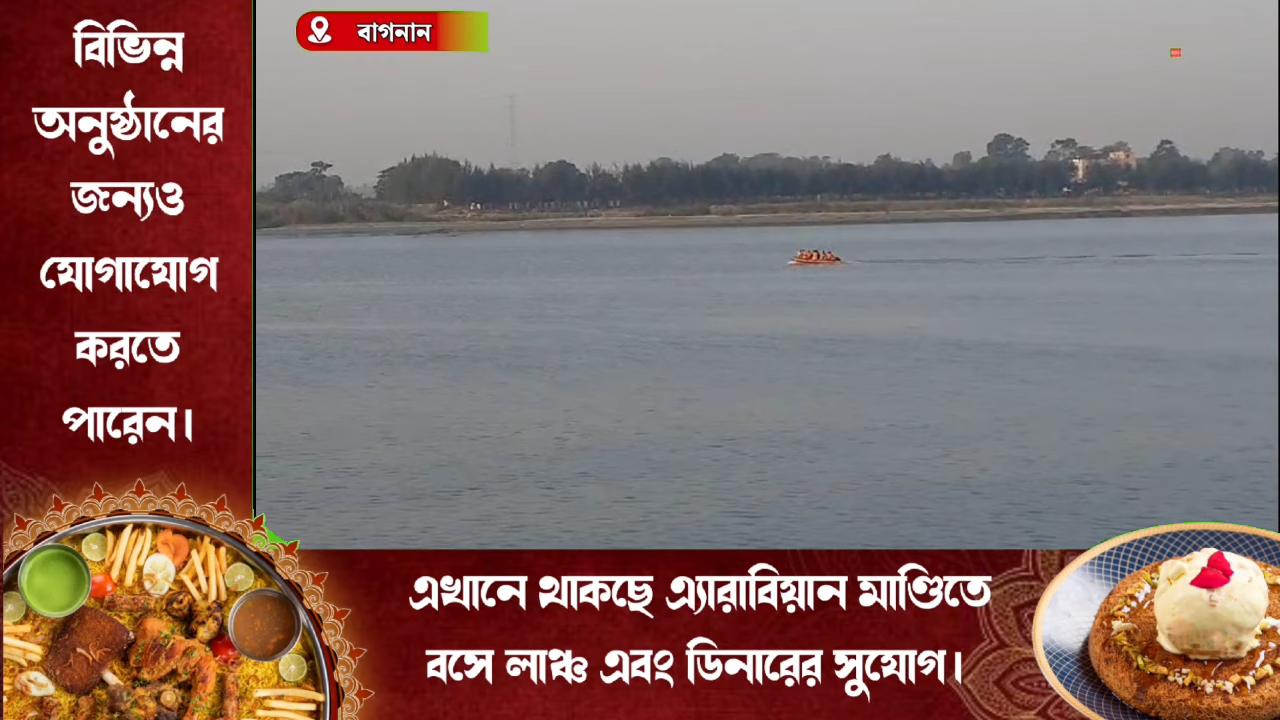 বিভিন্ন
অনুষ্ঠানের
জন্যও
যোগাযোগ
করতে
পারেন।
বাগনান
এখানে থাকছে এ্যারাবিয়ান মাণ্ডিতে
বসে লাঞ্চ এবং ডিনারের সুযোগ।